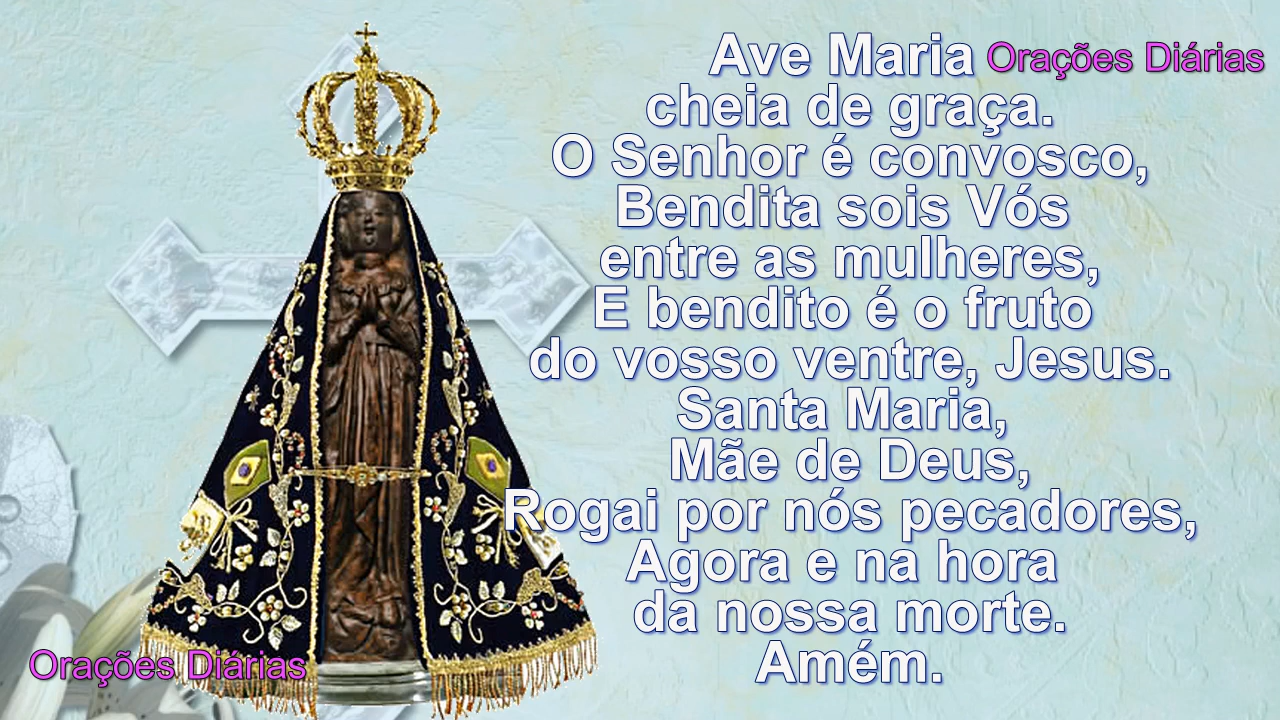 Ave Maria
Orações Diárias
cheia de graça.
O Senhor é convosco,
Bendita sois Vós
entre as mulheres,
E bendito é o fruto
do vosso ventre, Jesus.
Santa Maria,
Mãe de Deus,
Rogai por nós pecadores,
Agora e na hora
da nossa morte.
Amém.
Orações Diárias